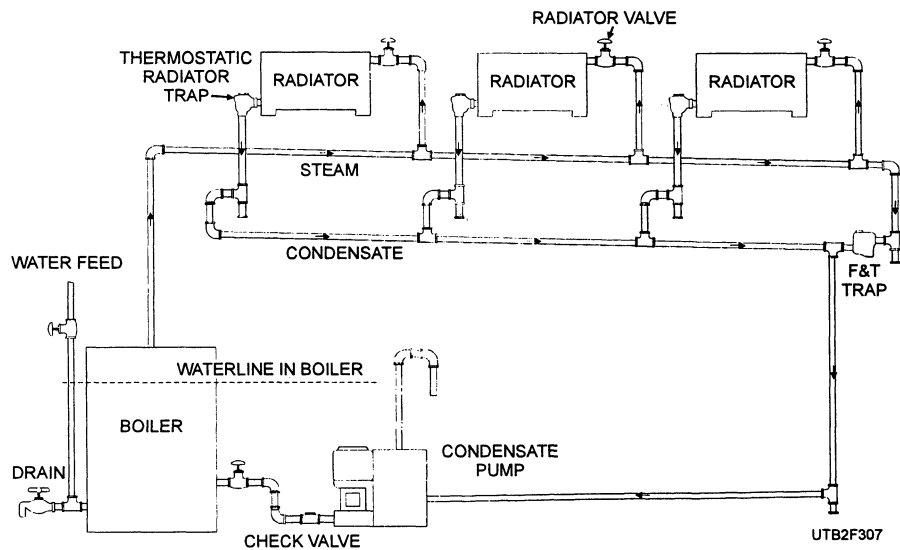 RADIATOR VALVE
THERMOSTATIC
RADIATOR
TRAP
RADIATOR
RADIATOR
RADIATOR
STEAM
CONDENSATE
WATER FEED
F&T
TRAP
WATERLINE IN BOILER
BOILER
CONDENSATE
PUMP
DRAIN
CHECK VALVE
UTB2F307